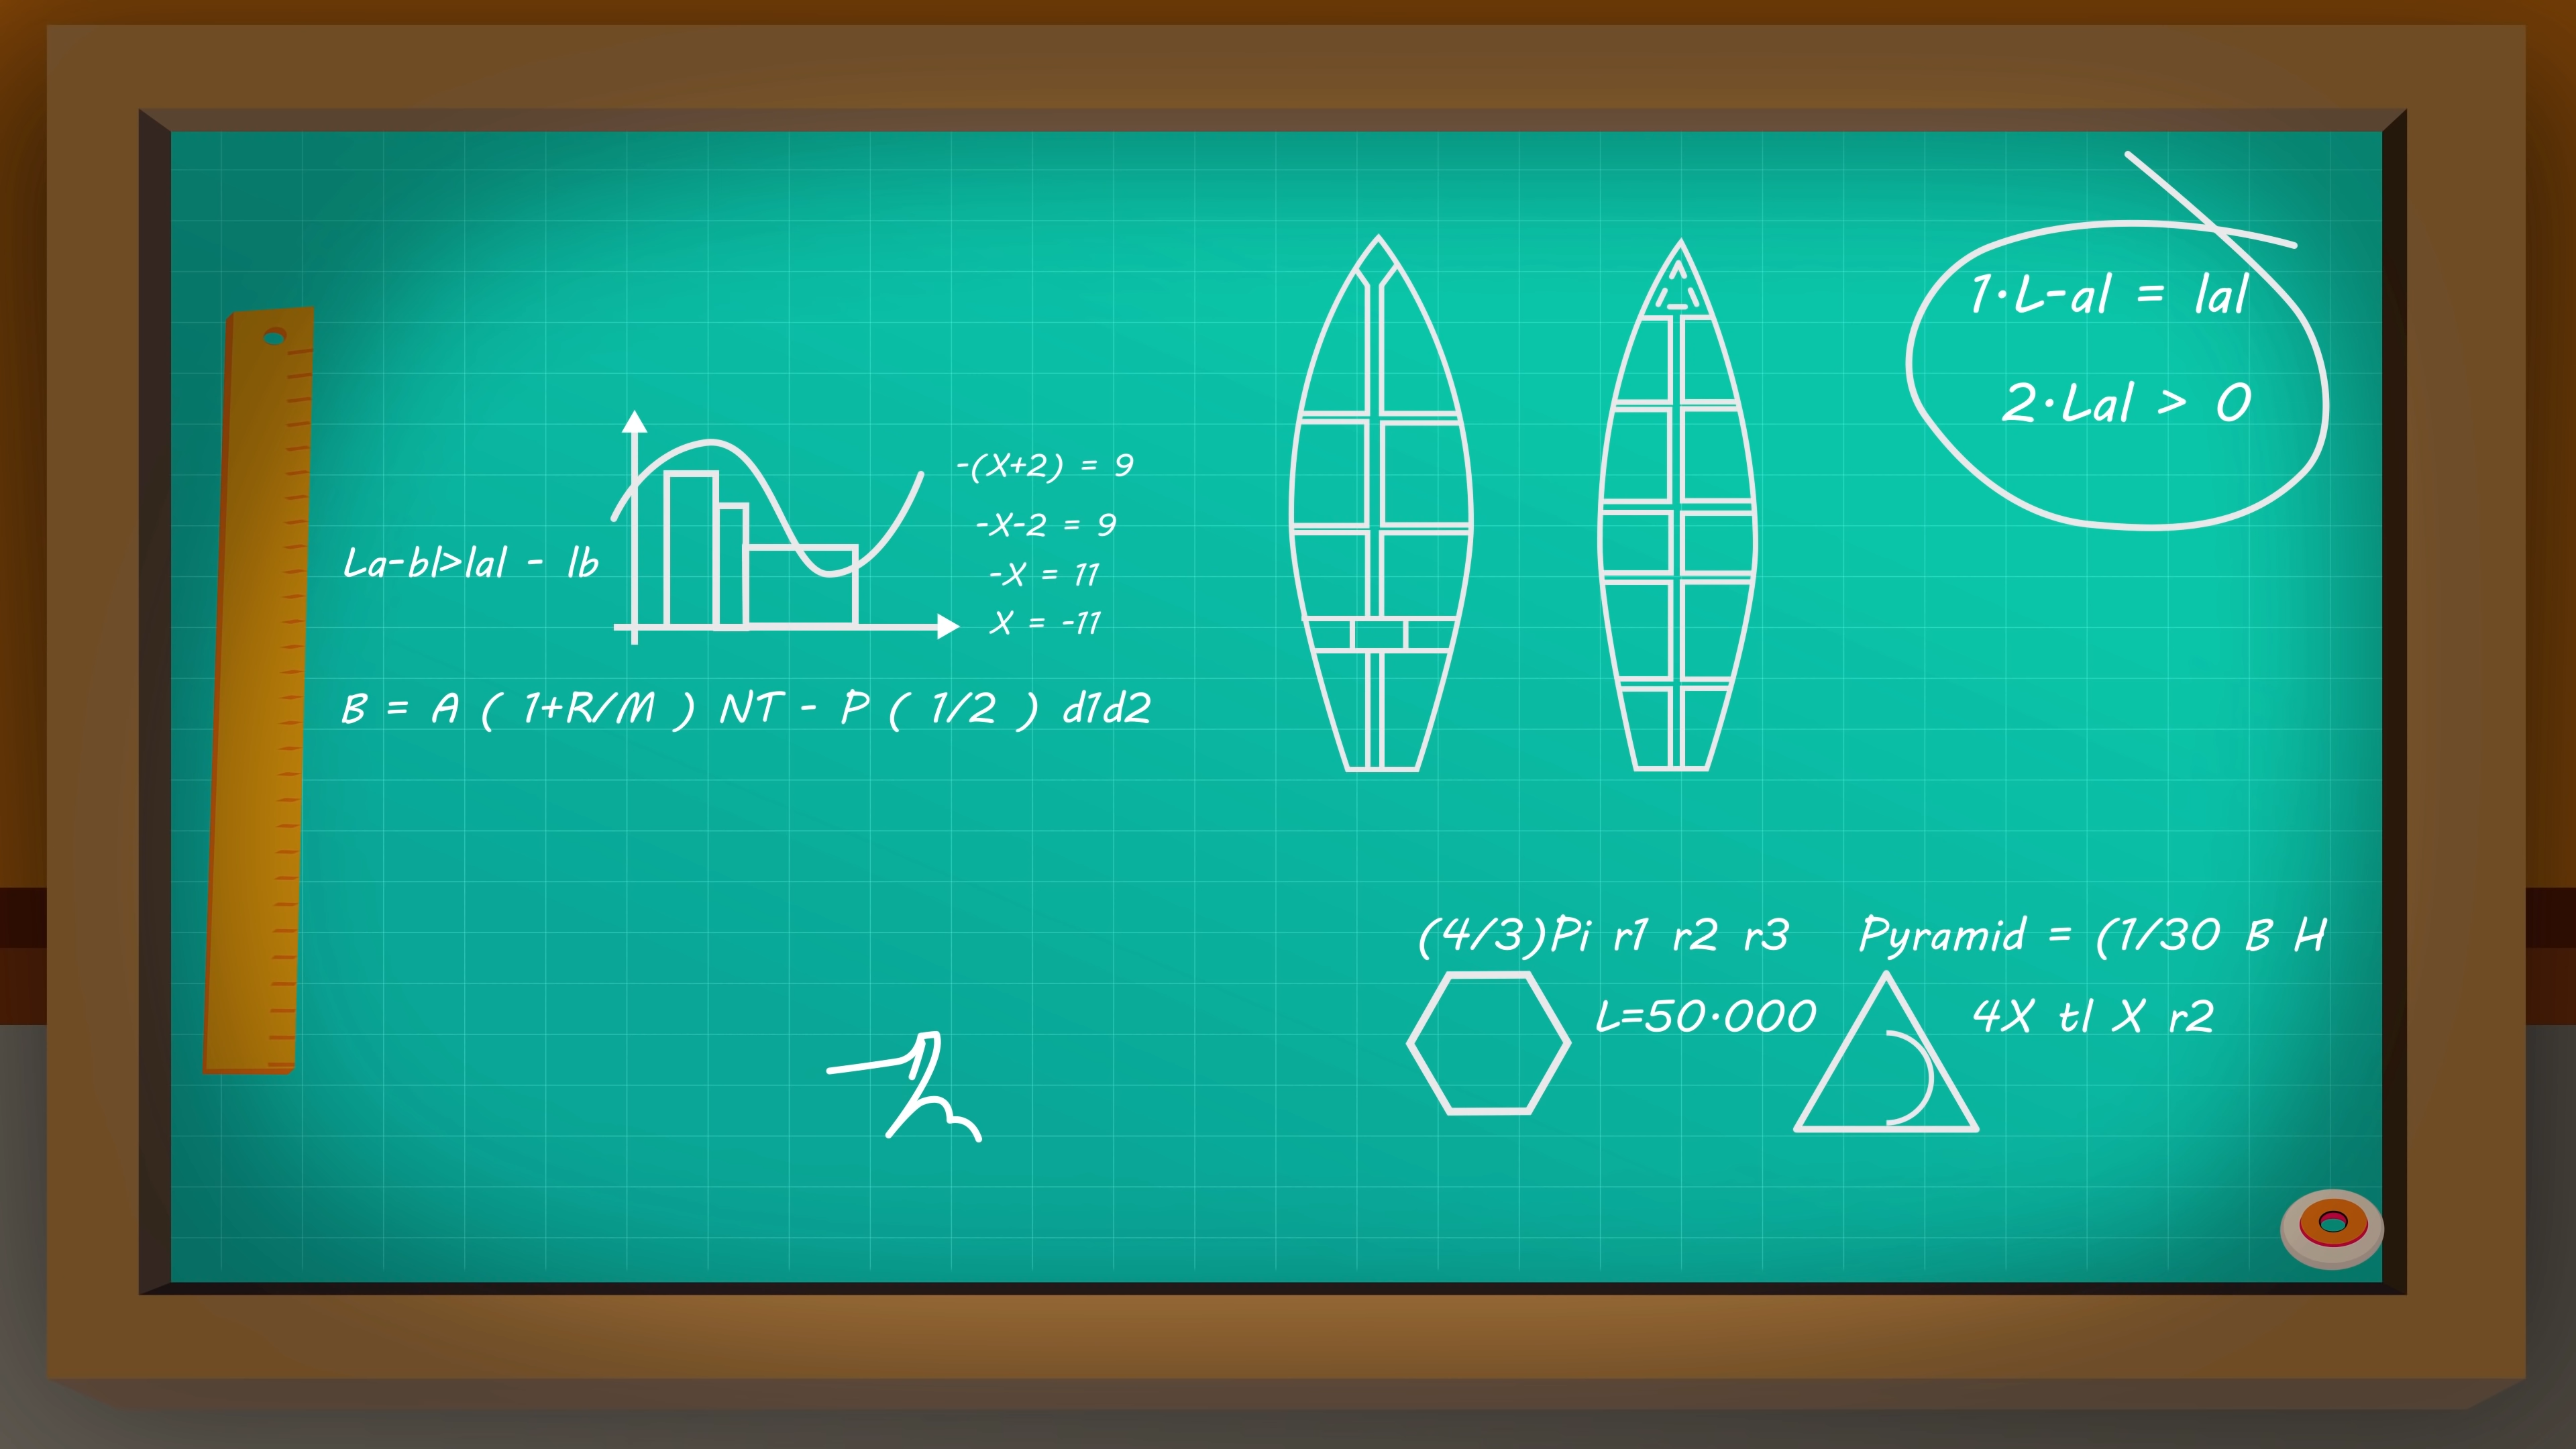 La-bl>lal - lb
-(X+2) = 9
-X-2 = 9
-X = 11
X = -11
B = A ( 1+R/M ) NT - P ( 1/2 ) d1d2
1·L-al = lal
2·Lal > 0
(4/3)Pi r1 r2 r3
Pyramid = (1/30 B H
L=50·000
4X tl X r2